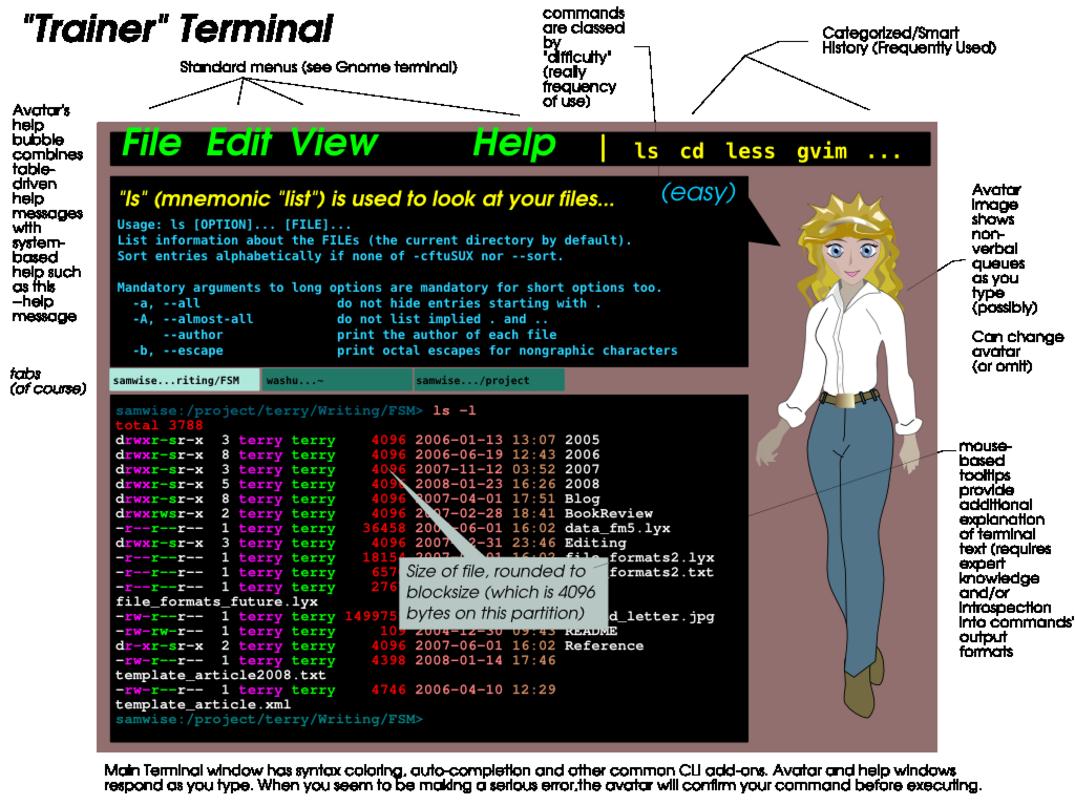 "Trainer" Terminal
commands
are classed
by
"difficulty"
(really
frequency
of use)
Categorized/Smart
History (Frequently Used)
Standard menus (see Gnome terminal)
Avatar's
help
bubble
combines
table-
driven
help
messages
with
system-
based
help such
as this
--help
message
File Edit View Help | ls cd less gvim ...
"ls" (mnemonic "list") is used to look at your files...
(easy)
Usage: ls [OPTION]... [FILE]...
List information about the FILEs (the current directory by default).
Sort entries alphabetically if none of -cftuSUX nor --sort.
Mandatory arguments to long options are mandatory for short options too.
-a, --all do not hide entries starting with .
-A, --almost-all do not list implied . and ..
--author print the author of each file
-b, --escape print octal escapes for nongraphic characters
Avatar
image
shows
non-
verbal
queues
as you
type
(possibly)
Can change
avatar
(or omit)
tabs
(of course)
samwise...riting/FSM washu...~ samwise.../project
samwise:/project/terry/Writing/FSM> ls -l
total 3788
drwxr-sr-x 3 terry terry 4096 2006-01-13 13:07 2005
drwxr-sr-x 8 terry terry 4096 2006-06-19 12:43 2006
drwxr-sr-x 3 terry terry 4096 2007-11-12 03:52 2007
drwxr-sr-x 5 terry terry 4096 2008-01-23 16:26 2008
drwxr-sr-x 8 terry terry 4096 2007-04-01 17:51 Blog
drwxrwsr-x 2 terry terry 4096 2007-02-28 18:41 BookReview
-r--r--r-- 1 terry terry 36458 2007-06-01 16:02 data_fm5.lyx
drwxr-sr-x 3 terry terry 4096 23:46 Editing
-r--r--r-- 1 terry terry 1815 16:02 file_formats2.lyx
-r--r--r-- 1 terry terry 657 formats2.txt
-rw-r--r-- 1 terry terry 276
file_formats_future.lyx
-rw-r--r-- 1 terry terry 149975 d_letter.jpg
-rw-rw-r-- 1 terry terry 109 2004-12-30 09:43 README
dr-xr-sr-x 2 terry terry 4096 2007-06-01 16:02 Reference
-rw-r--r-- 1 terry terry 4398 2008-01-14 17:46
template_article2008.txt
-rw-r--r-- 1 terry terry 4746 2006-04-10 12:29
template_article.xml
samwise:/project/terry/Writing/FSM>
Size of file, rounded to
blocksize (which is 4096
bytes on this partition)
mouse-
based
tooltips
provide
additional
explanation
of terminal
text (requires
expert
knowledge
and/or
introspection
into commands'
output
formats
Main Terminal window has syntax coloring, auto-completion and other common CLI add-ons. Avatar and help windows
respond as you type. When you seem to be making a serious error,the avatar will confirm your command before executing.